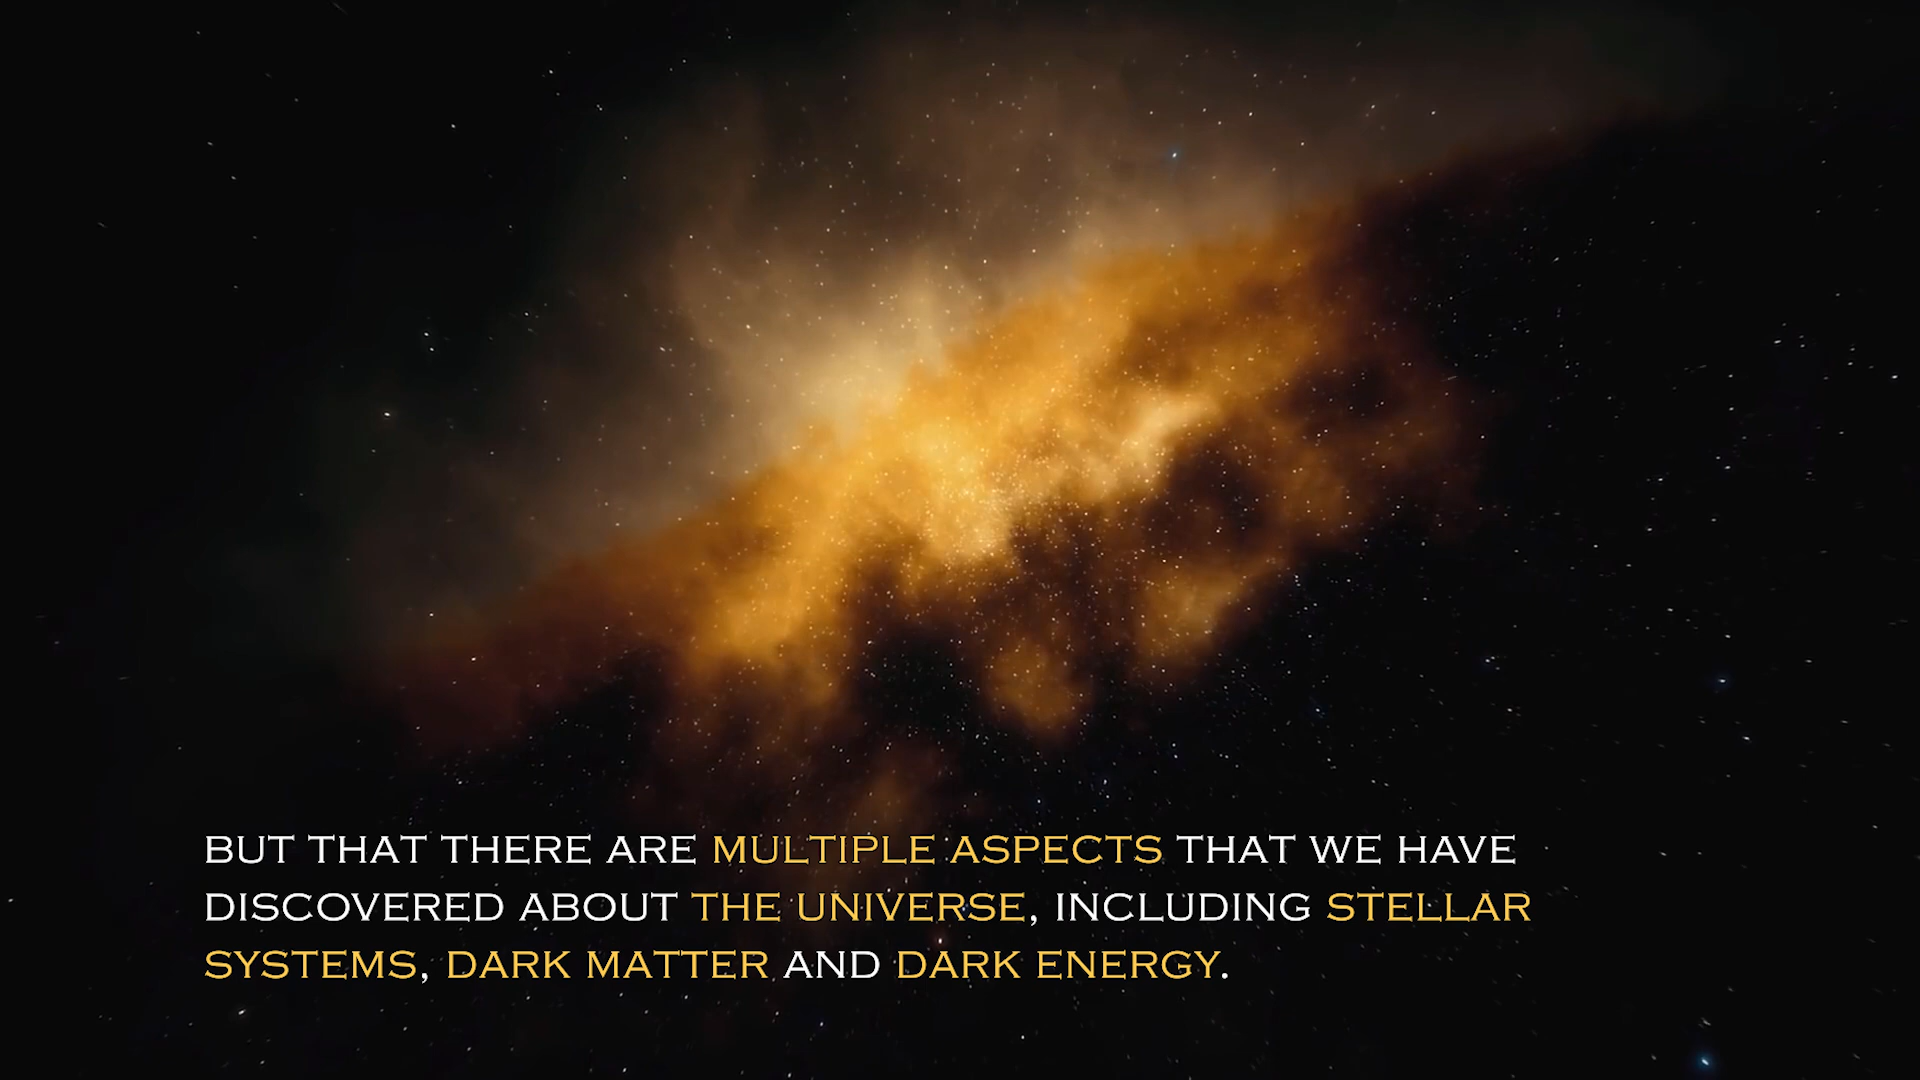 BUT THAT THERE ARE MULTIPLE ASPECTS THAT WE HAVE
DISCOVERED ABOUT THE UNIVERSE, INCLUDING STELLAR
SYSTEMS, DARK MATTER AND DARK ENERGY.